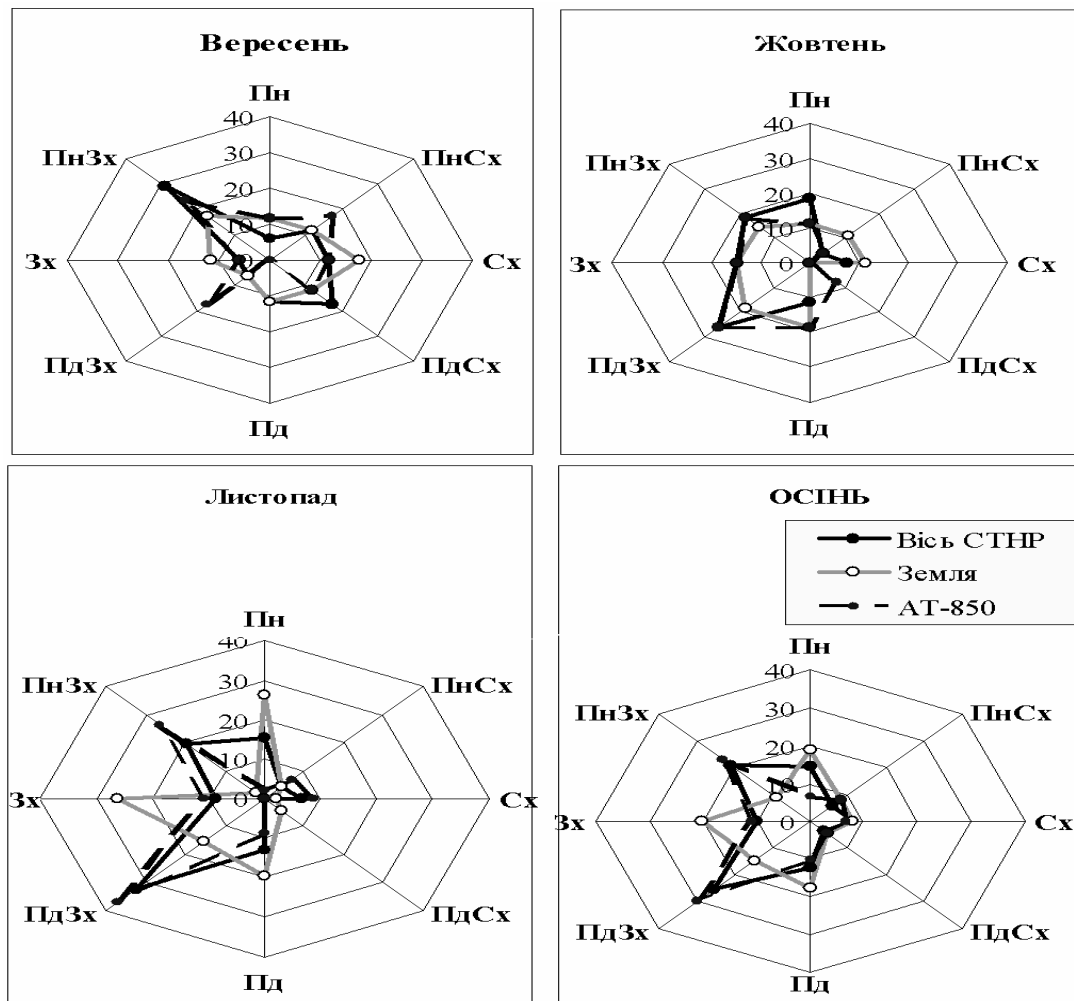 Вересень
Пн
40
ПнЗх
30
ПнСх
20
10
Зх
0
Сх
ПдЗх
ПдСх
Пд
Жовтень
Пн
40
ПнЗх
30
ПнСх
20
10
Зх
0
Сх
ПдЗх
ПдСх
Пд
Листопад
Пн
40
ПнЗх
30
ПнСх
20
10
Зх
0
Сх
ПдЗх
ПдСх
Пд
ОСІНЬ
Вісь СТНР
Земля
АТ-850
Пн
40
ПнЗх
30
ПнСх
20
10
Зх
0
Сх
ПдЗх
ПдСх
Пд